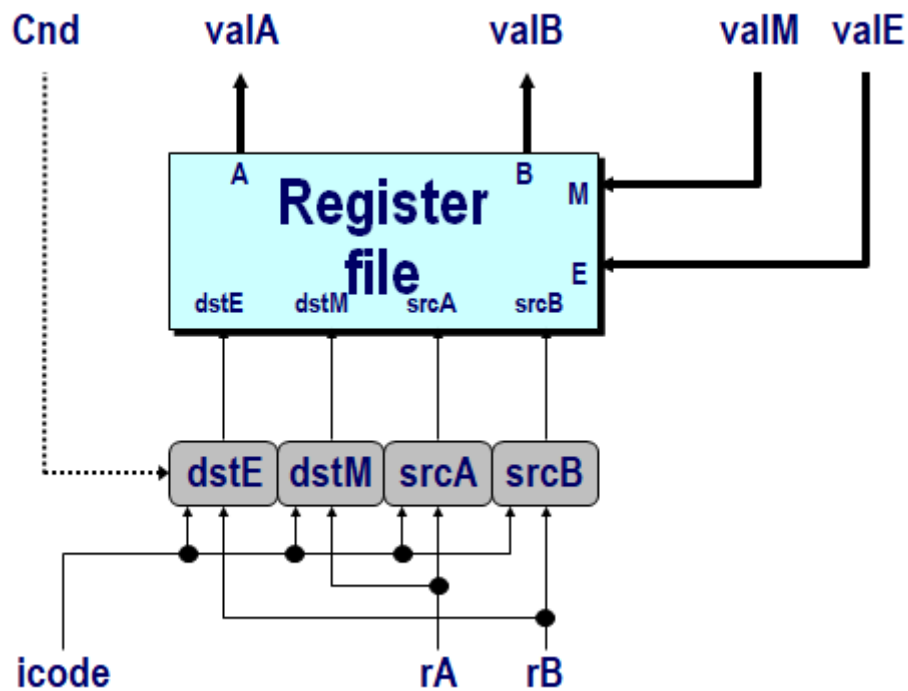 Cnd valA valB valM valE
A B
M
Register
file
E
dstE dstM srcA srcB
dstE dstM srcA srcB
icode rA rB